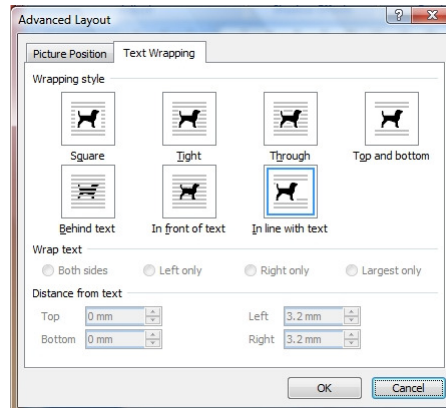 Advanced Layout
Picture Position Text Wrapping
Wrapping style
Square Tight Through Top and bottom
Behind text In front of text In line with text
Wrap text
Both sides Left only Right only Largest only
Distance from text
Top 0 mm Left 3.2 mm
Bottom 0 mm Right 3.2 mm
OK Cancel